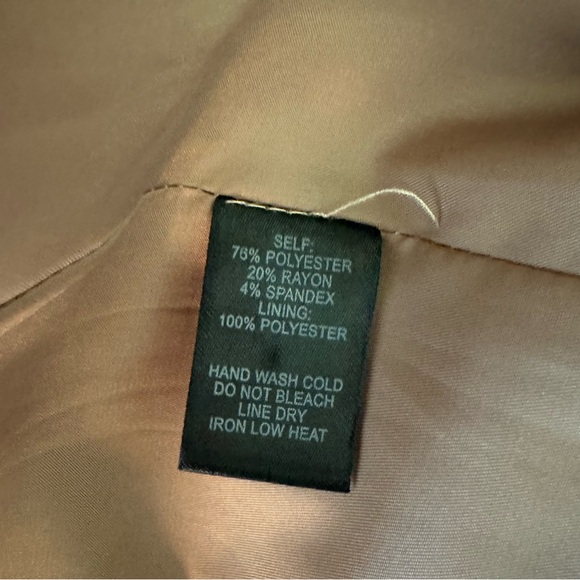 SELF:
76% POLYESTER
20% RAYON
4% SPANDEX
LINING:
100% POLYESTER
HAND WASH COLD
DO NOT BLEACH
LINE DRY
IRON LOW HEAT